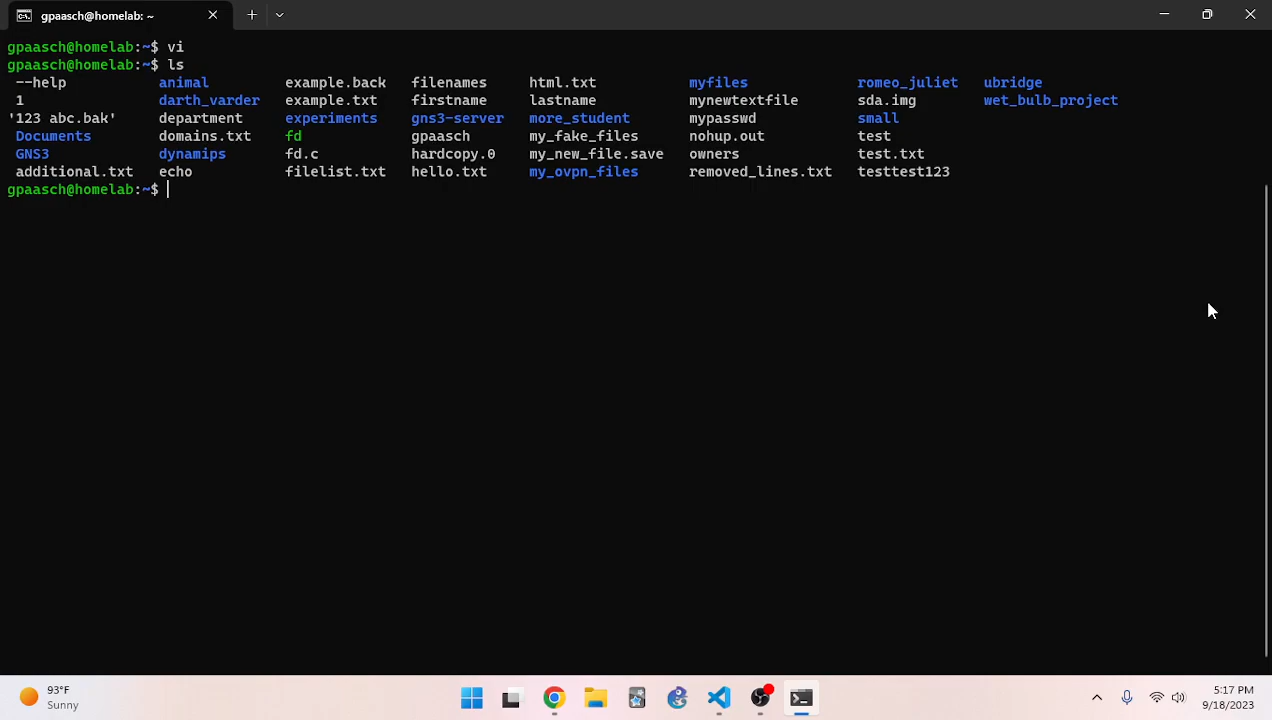 gpaasch@homelab: ~
gpaasch@homelab:~$ vi
gpaasch@homelab:~$ ls
--help animal example.back filenames html.txt myfiles romeo_juliet ubridge
1 darth_varder example.txt firstname lastname mynewtextfile sda.img wet_bulb_project
'123 abc.bak' department experiments gns3-server more_student mypasswd small
Documents domains.txt fd gpaasch my_fake_files nohup.out test
GNS3 dynamips fd.c hardcopy.0 my_new_file.save owners test.txt
additional.txt echo filelist.txt hello.txt my_ovpn_files removed_lines.txt testtest123
gpaasch@homelab:~$
93°F
Sunny
5:17 PM
9/18/2023